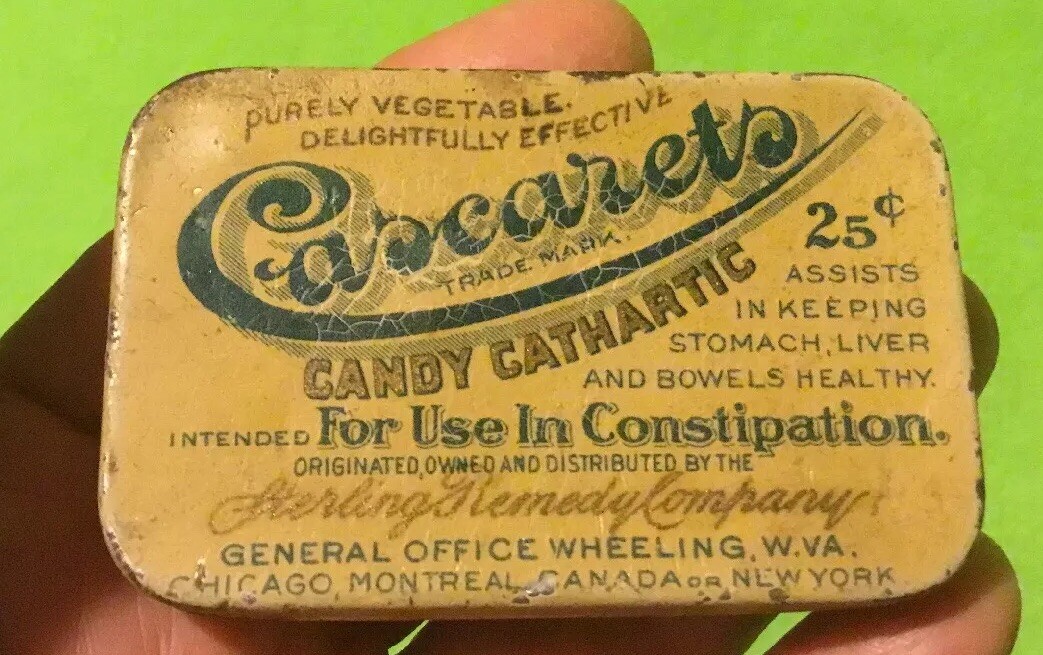 PURELY VEGETABLE.
DELIGHTFULLY EFFECTIVE
Cascarets
TRADE MARK.
CANDY CATHARTIC
25¢
ASSISTS
IN KEEPING
STOMACH, LIVER
AND BOWELS HEALTHY.
INTENDED For Use In Constipation.
ORIGINATED, OWNED AND DISTRIBUTED BY THE
Sterling Remedy Company
GENERAL OFFICE WHEELING, W.VA.
CHICAGO, MONTREAL, CANADA OR NEW YORK